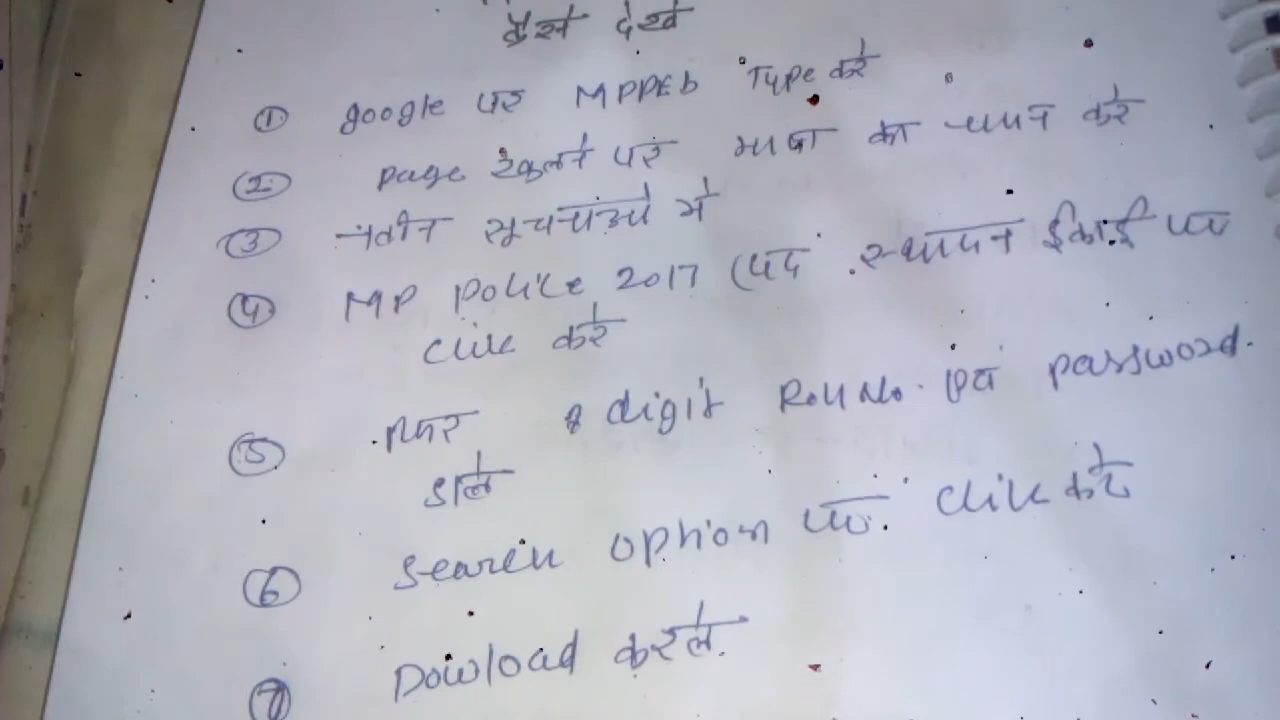 कैसे देखे
① google पर MPPEb Type करे
② page खुलने पर भाषा का चयन करे
③ नवीन सूचनाओ मे
④ MP Police 2017 (पद स्थापन ईकाई पर
click करे
⑤ फिर 8 digit Roll No. एवं password.
डाले
⑥ Search option पर click करे
⑦ Dowload करले.